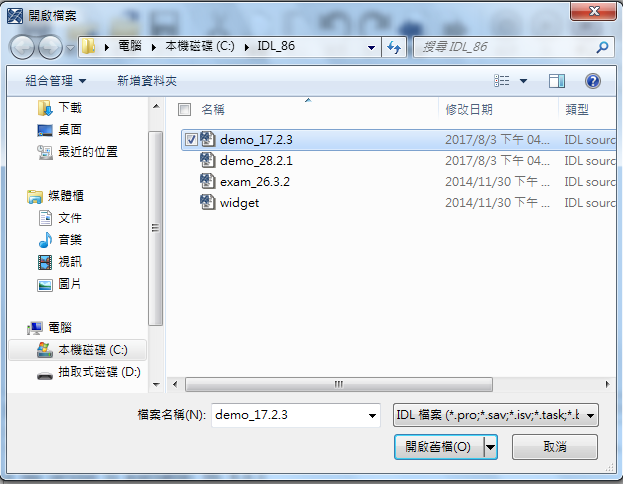 開啟檔案
電腦 本機磁碟 (C:) IDL_86
搜尋 IDL_86
組合管理 新增資料夾
下載
桌面
最近的位置
媒體櫃
文件
音樂
視訊
圖片
電腦
本機磁碟 (C:)
抽取式磁碟 (D:)
名稱 修改日期 類型
demo_17.2.3 2017/8/3 下午 04... IDL sourc
demo_28.2.1 2017/8/3 下午 04... IDL sourc
exam_26.3.2 2014/11/30 下午 ... IDL sourc
widget 2014/11/30 下午 ... IDL sourc
檔案名稱(N): demo_17.2.3 IDL 檔案 (*.pro;*.sav;*.isv;*.task;*.b
開啟舊檔(O) 取消